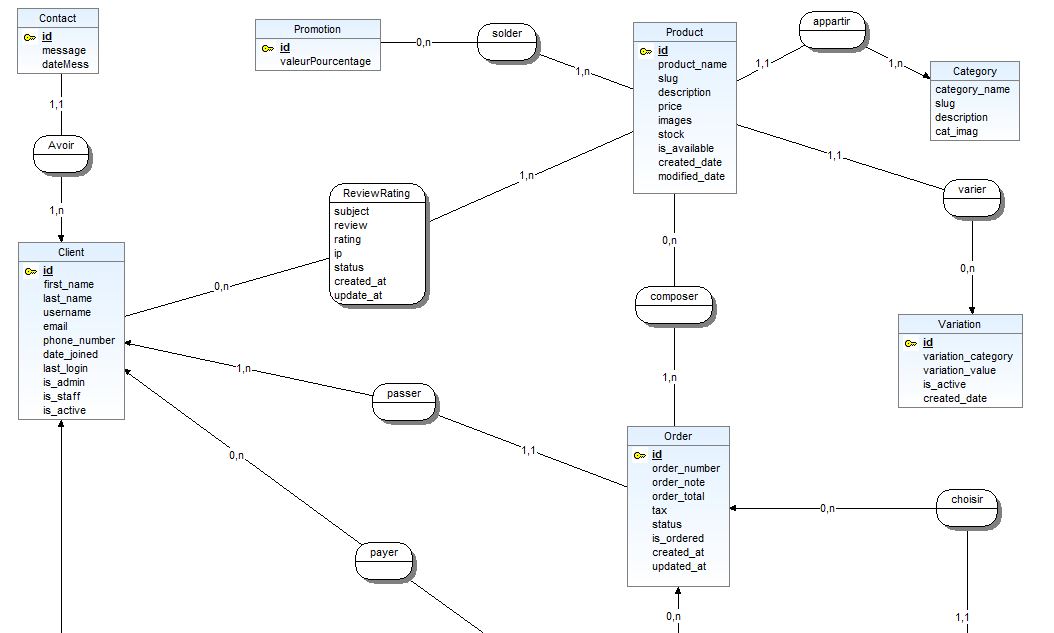 Contact
id
message
dateMess
1,1
Avoir
1,n
Promotion
id
valeurPourcentage
0,n
solder
1,n
Product
id
product_name
slug
description
price
images
stock
is_available
created_date
modified_date
appartir
1,1
1,n
Category
category_name
slug
description
cat_imag
1,1
varier
0,n
Variation
id
variation_category
variation_value
is_active
created_date
1,n
ReviewRating
subject
review
rating
ip
status
created_at
update_at
0,n
Client
id
first_name
last_name
username
email
phone_number
date_joined
last_login
is_admin
is_staff
is_active
0,n
composer
1,n
1,n
passer
1,1
Order
id
order_number
order_note
order_total
tax
status
is_ordered
created_at
updated_at
0,n
choisir
1,1
0,n
0,n
payer